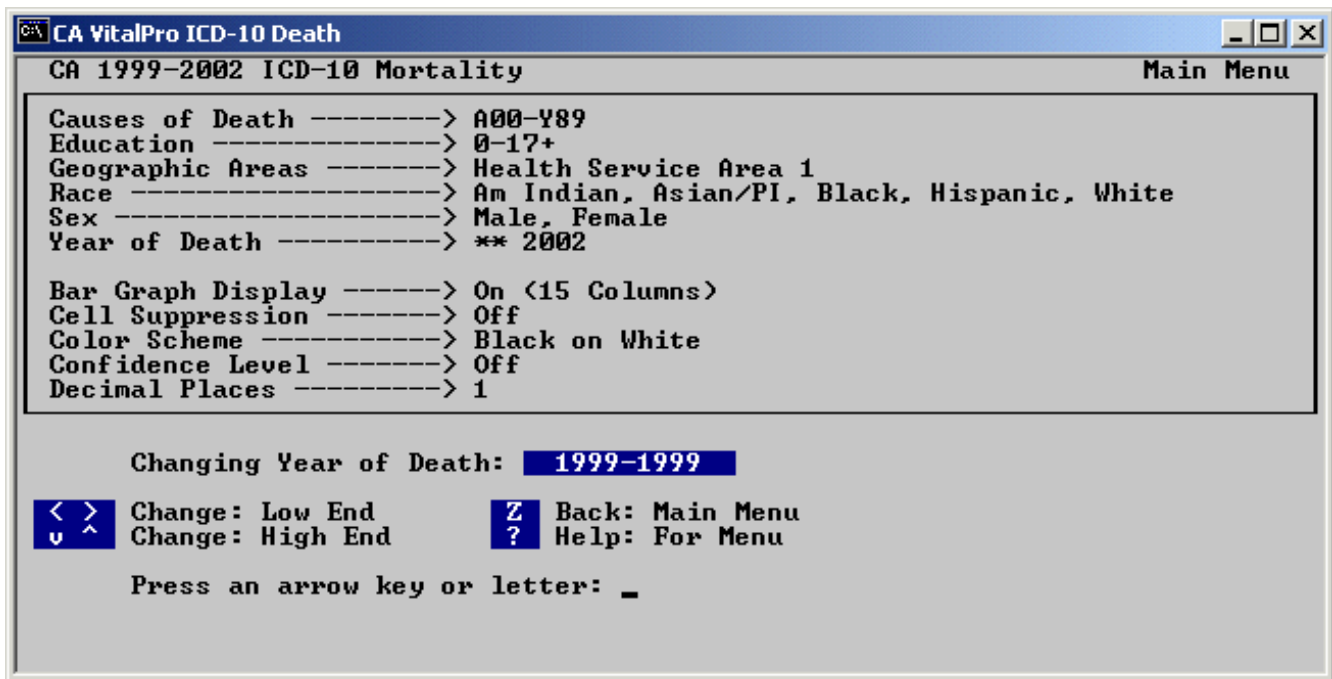 C:\ CA VitalPro ICD-10 Death
CA 1999-2002 ICD-10 Mortality Main Menu
Causes of Death --------> A00-Y89
Education --------------> 0-17+
Geographic Areas -------> Health Service Area 1
Race -------------------> Am Indian, Asian/PI, Black, Hispanic, White
Sex --------------------> Male, Female
Year of Death ----------> ** 2002
Bar Graph Display ------> On (15 Columns)
Cell Suppression -------> Off
Color Scheme -----------> Black on White
Confidence Level -------> Off
Decimal Places ---------> 1
Changing Year of Death: 1999-1999
< > Change: Low End Z Back: Main Menu
v ^ Change: High End ? Help: For Menu
Press an arrow key or letter: _